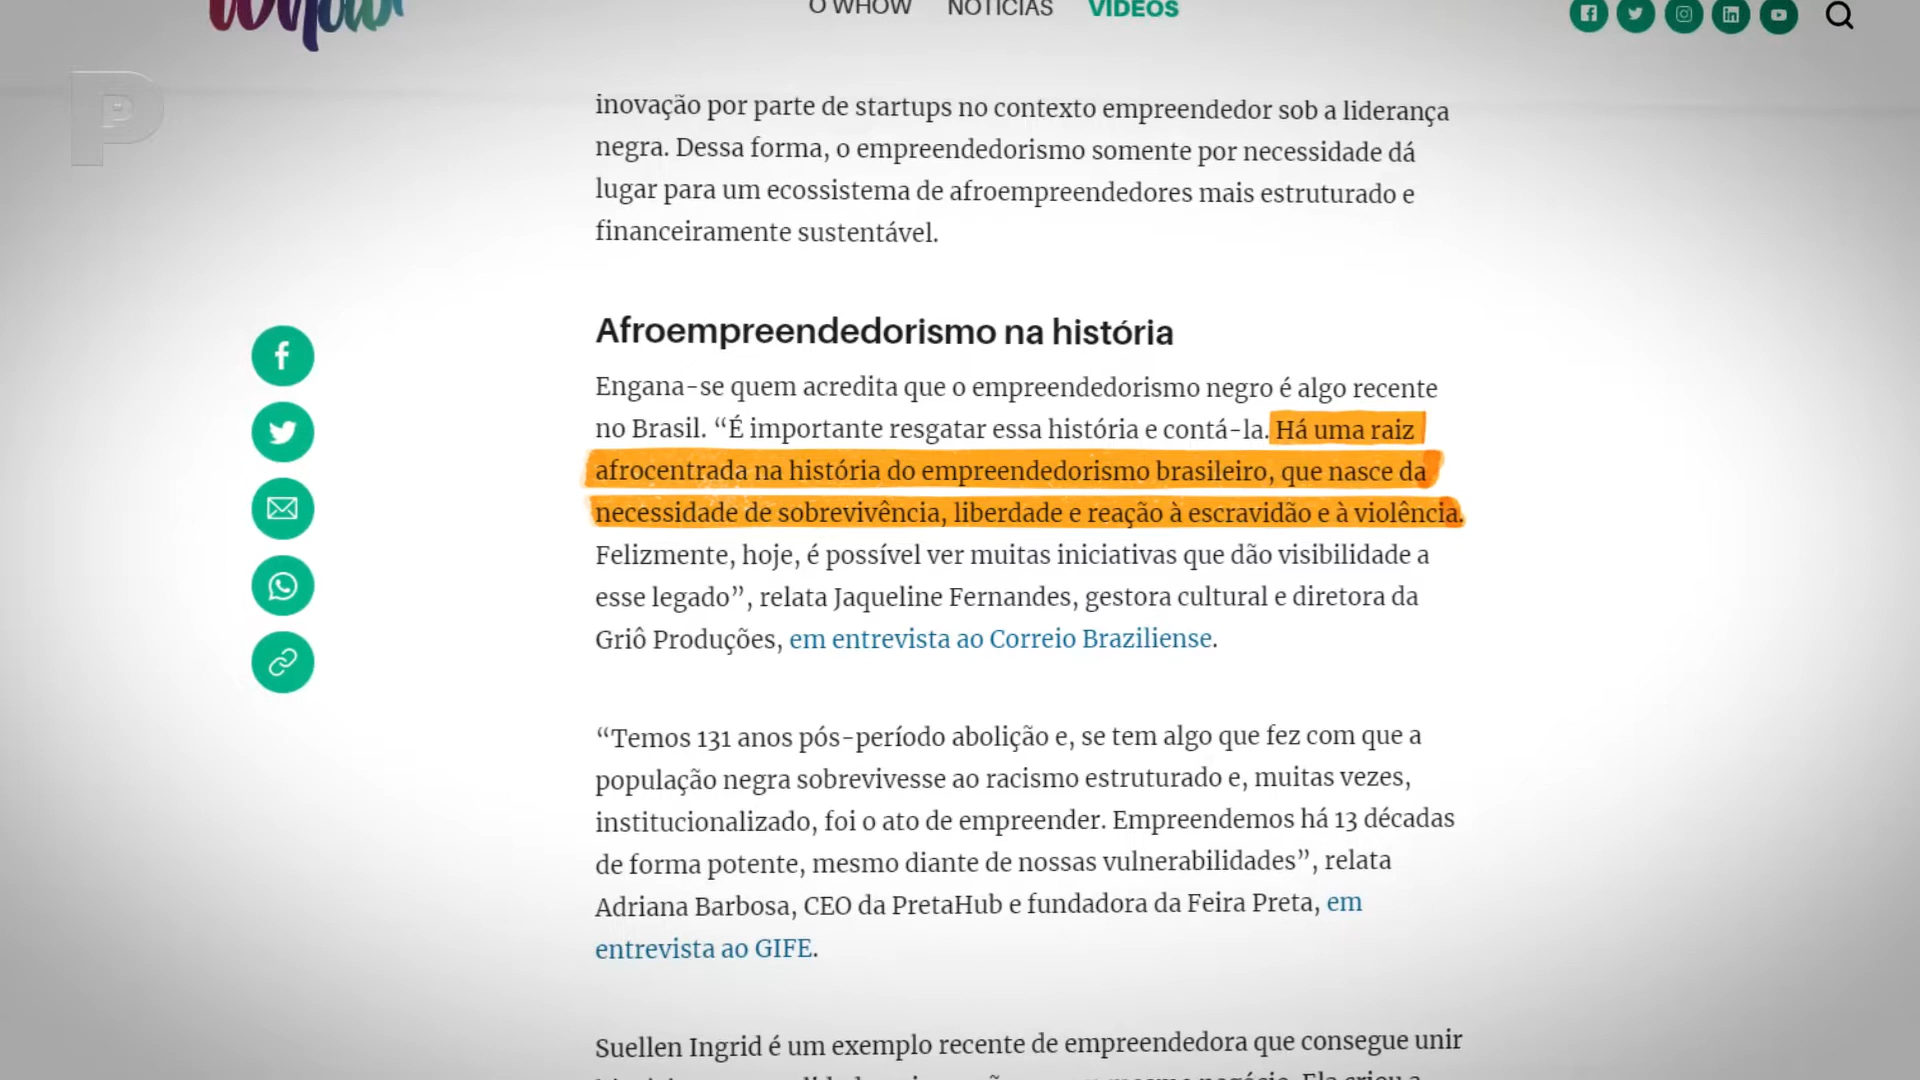 whow
O WHOW NOTÍCIAS VÍDEOS
P
inovação por parte de startups no contexto empreendedor sob a liderança
negra. Dessa forma, o empreendedorismo somente por necessidade dá
lugar para um ecossistema de afroempreendedores mais estruturado e
financeiramente sustentável.
Afroempreendedorismo na história
Engana-se quem acredita que o empreendedorismo negro é algo recente
no Brasil. “É importante resgatar essa história e contá-la. Há uma raiz
afrocentrada na história do empreendedorismo brasileiro, que nasce da
necessidade de sobrevivência, liberdade e reação à escravidão e à violência.
Felizmente, hoje, é possível ver muitas iniciativas que dão visibilidade a
esse legado”, relata Jaqueline Fernandes, gestora cultural e diretora da
Griô Produções, em entrevista ao Correio Braziliense.
“Temos 131 anos pós-período abolição e, se tem algo que fez com que a
população negra sobrevivesse ao racismo estruturado e, muitas vezes,
institucionalizado, foi o ato de empreender. Empreendemos há 13 décadas
de forma potente, mesmo diante de nossas vulnerabilidades”, relata
Adriana Barbosa, CEO da PretaHub e fundadora da Feira Preta, em
entrevista ao GIFE.
Suellen Ingrid é um exemplo recente de empreendedora que consegue unir